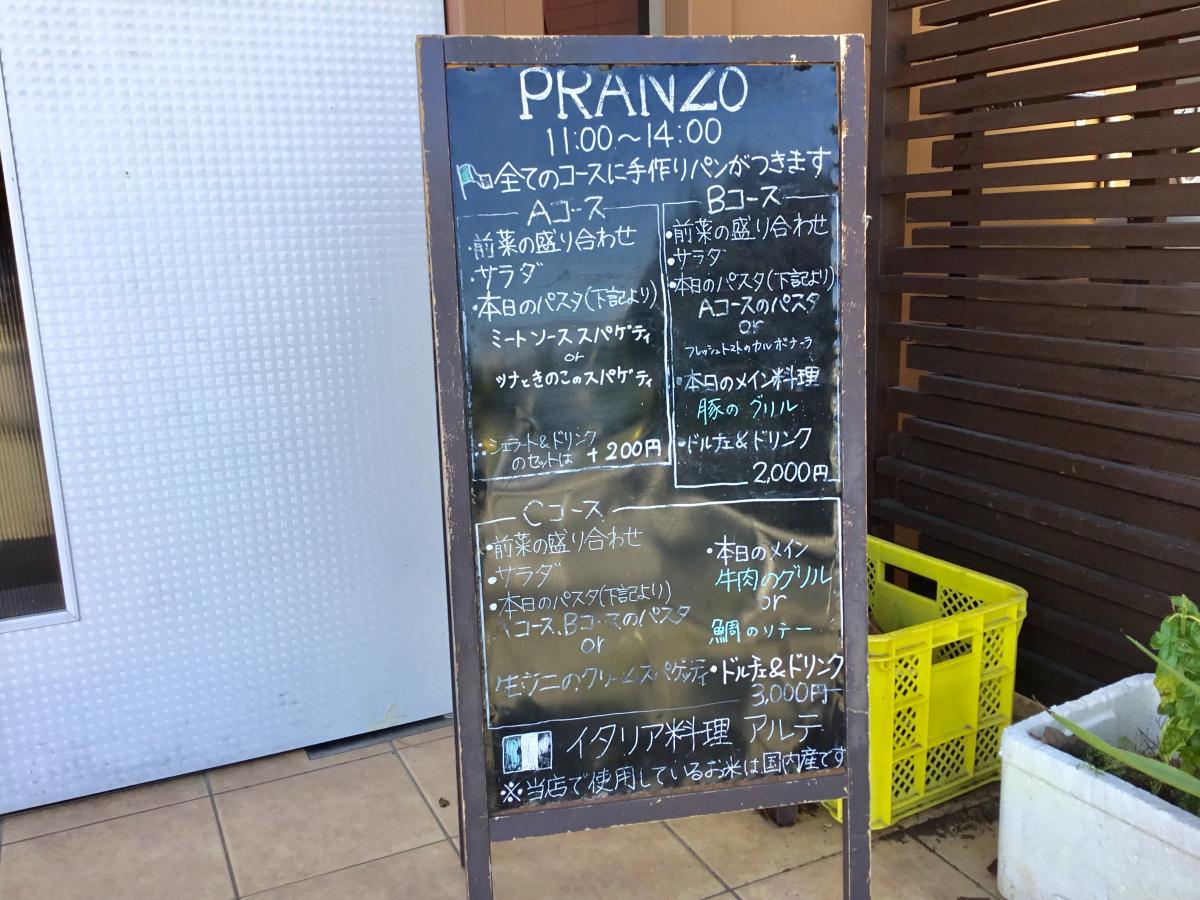 PRANZO
11:00～14:00
全てのコースに手作りパンがつきます
Aコース
・前菜の盛り合わせ
・サラダ
・本日のパスタ(下記より)
ミートソーススパゲティ
or
ツナときのこのスパゲティ
ジェラート&ドリンク
のセットは +200円
Bコース
・前菜の盛り合わせ
・サラダ
・本日のパスタ(下記より)
Aコースのパスタ
or
フレッシュトマトのカルボナーラ
・本日のメイン料理
豚のグリル
・ドルチェ&ドリンク
2,000円
Cコース
・前菜の盛り合わせ
・サラダ
・本日のパスタ(下記より)
Aコース、Bコースのパスタ
or
生ウニのクリームスパゲッティ
・本日のメイン
牛肉のグリル
or
鯛のソテー
・ドルチェ&ドリンク
3,000円
イタリア料理 アルテ
※当店で使用しているお米は国内産です